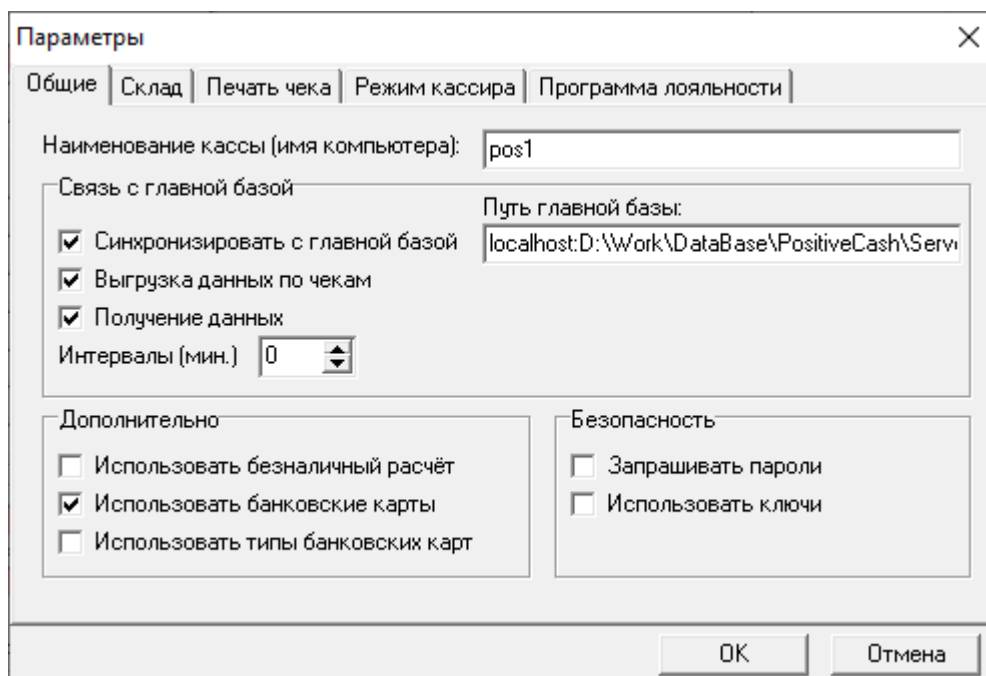 Параметры
Общие Склад Печать чека Режим кассира Программа лояльности
Наименование кассы (имя компьютера): pos1
Связь с главной базой
Путь главной базы:
Синхронизировать с главной базой localhost:D:\Work\DataBase\PositiveCash\Serv
Выгрузка данных по чекам
Получение данных
Интервалы (мин.) 0
Дополнительно Безопасность
Использовать безналичный расчёт Запрашивать пароли
Использовать банковские карты Использовать ключи
Использовать типы банковских карт
OK Отмена